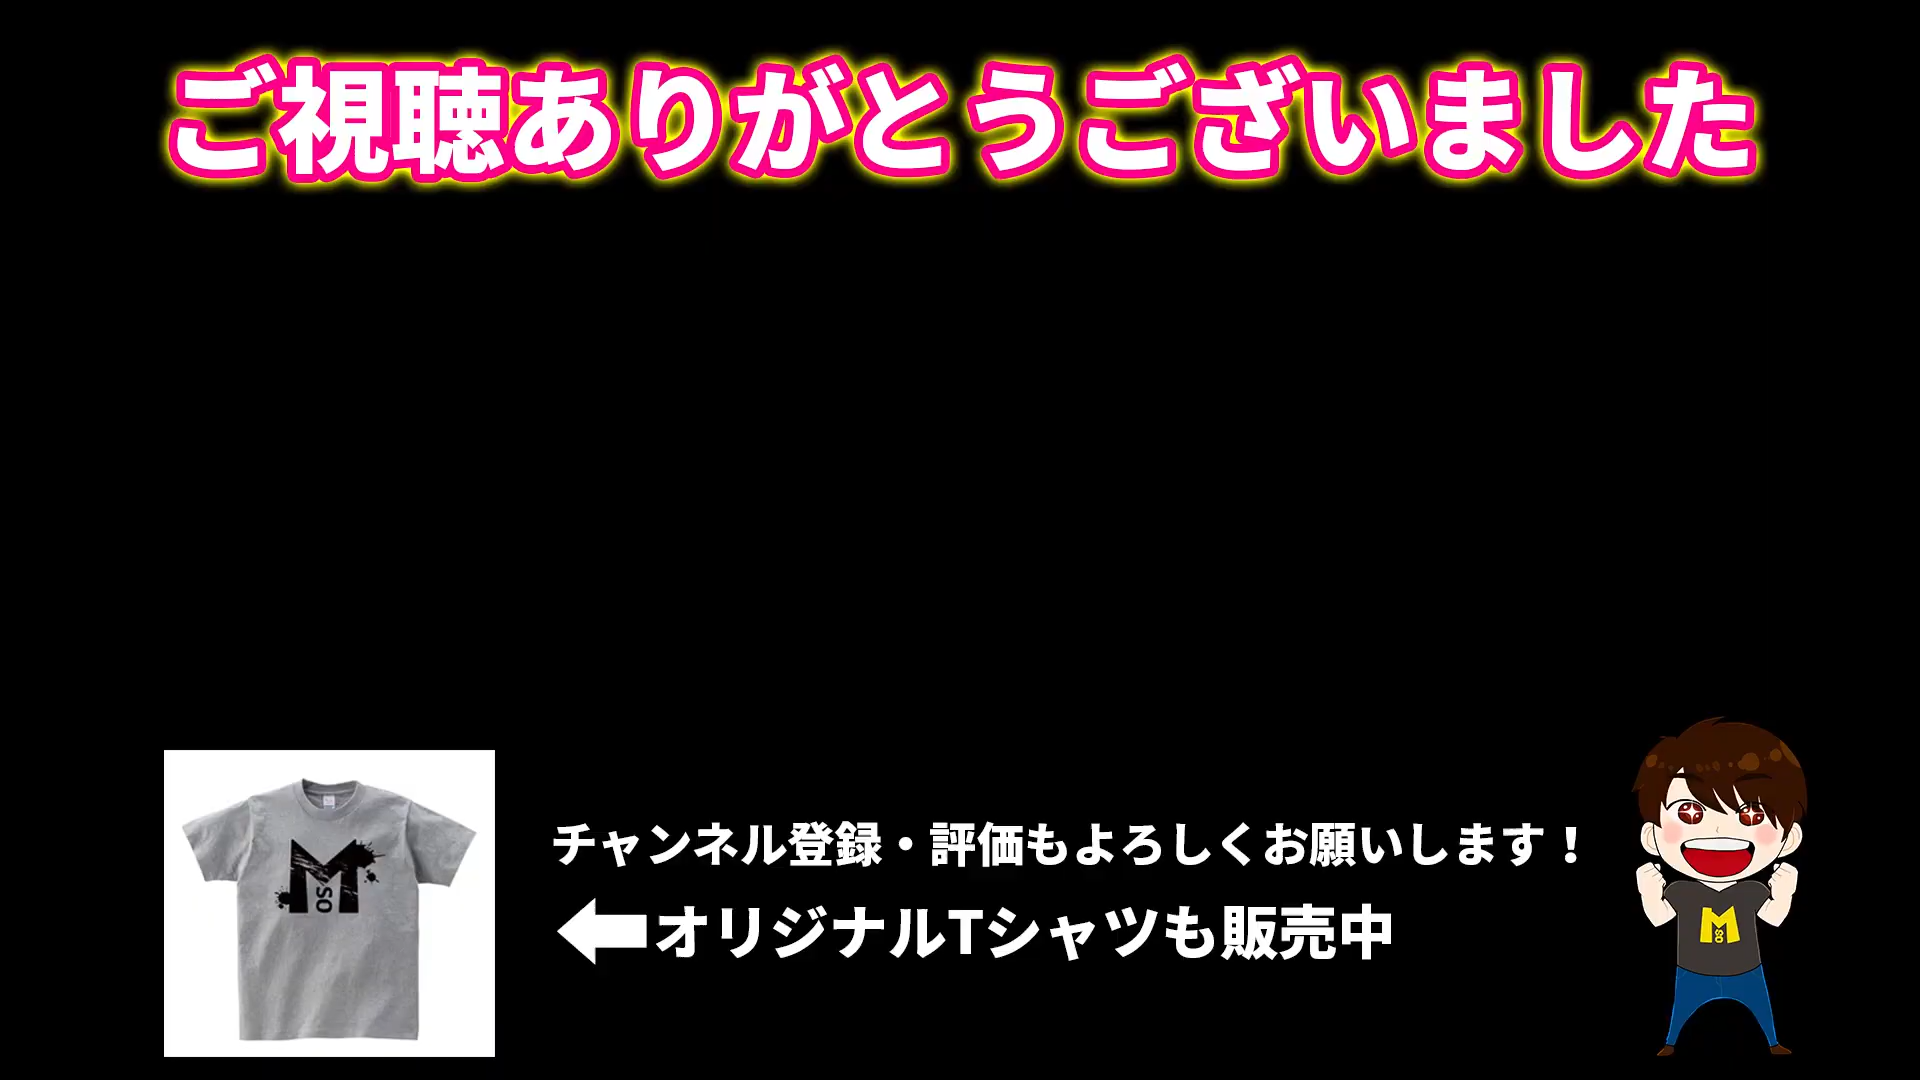 ご視聴ありがとうございました
チャンネル登録・評価もよろしくお願いします！
オリジナルTシャツも販売中
M
SO
M
SO